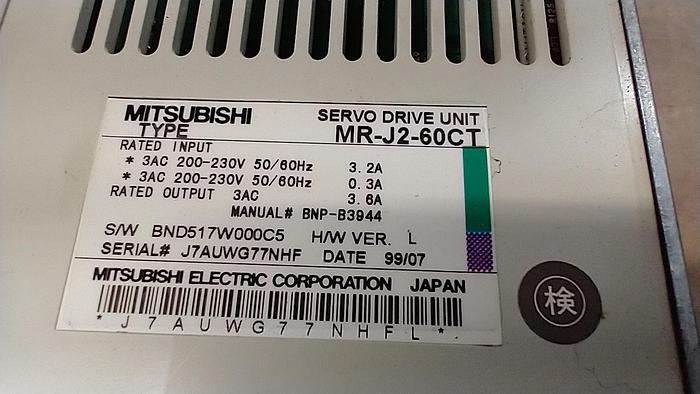 MITSUBISHI SERVO DRIVE UNIT
TYPE MR-J2-60CT
RATED INPUT
* 3AC 200-230V 50/60Hz 3.2A
* 3AC 200-230V 50/60Hz 0.3A
RATED OUTPUT 3AC 3.6A
MANUAL# BNP-B3944
S/W BND517W000C5 H/W VER. L
SERIAL# J7AUWG77NHF DATE 99/07
MITSUBISHI ELECTRIC CORPORATION JAPAN
* J 7 A U W G 7 7 N H F L *
検